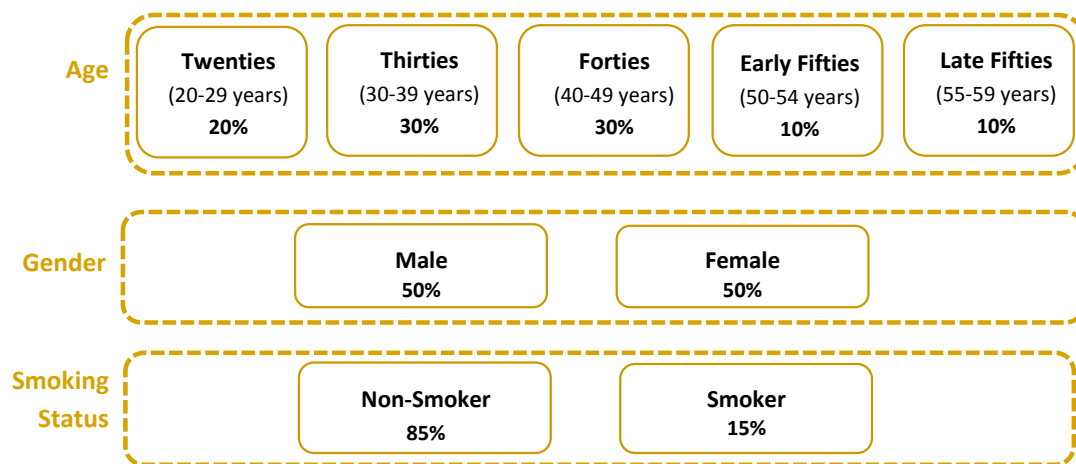 Age
Twenties
(20-29 years)
20%
Thirties
(30-39 years)
30%
Forties
(40-49 years)
30%
Early Fifties
(50-54 years)
10%
Late Fifties
(55-59 years)
10%
Gender
Male
50%
Female
50%
Smoking
Status
Non-Smoker
85%
Smoker
15%